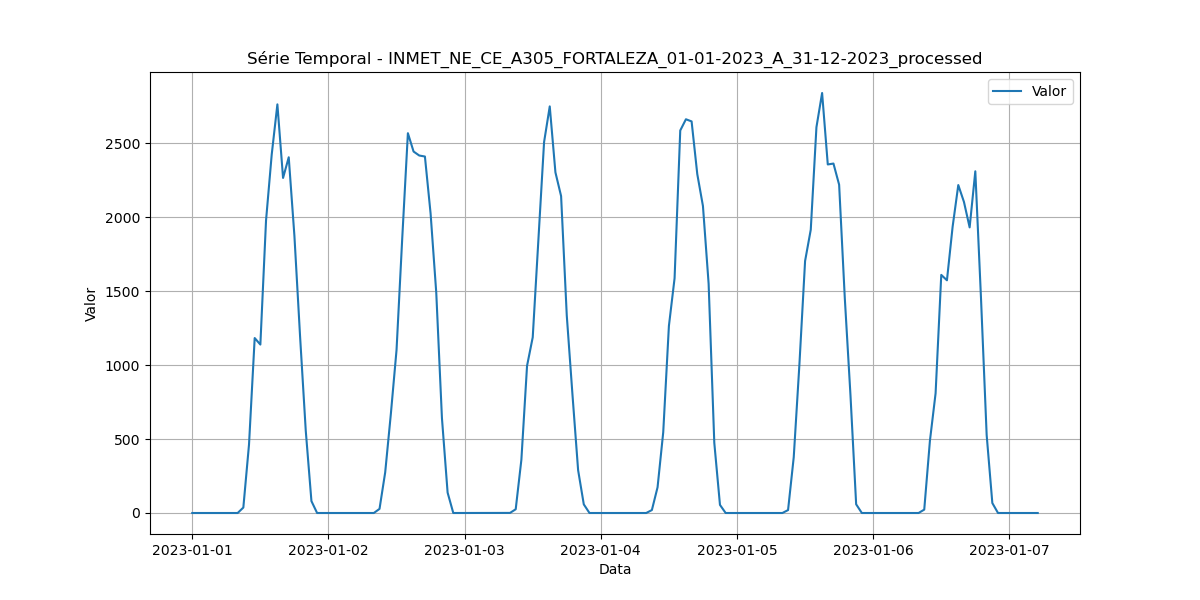 Série Temporal - INMET_NE_CE_A305_FORTALEZA_01-01-2023_A_31-12-2023_processed
Valor
2500
2000
1500
1000
500
0
Valor
2023-01-01 2023-01-02 2023-01-03 2023-01-04 2023-01-05 2023-01-06 2023-01-07
Data